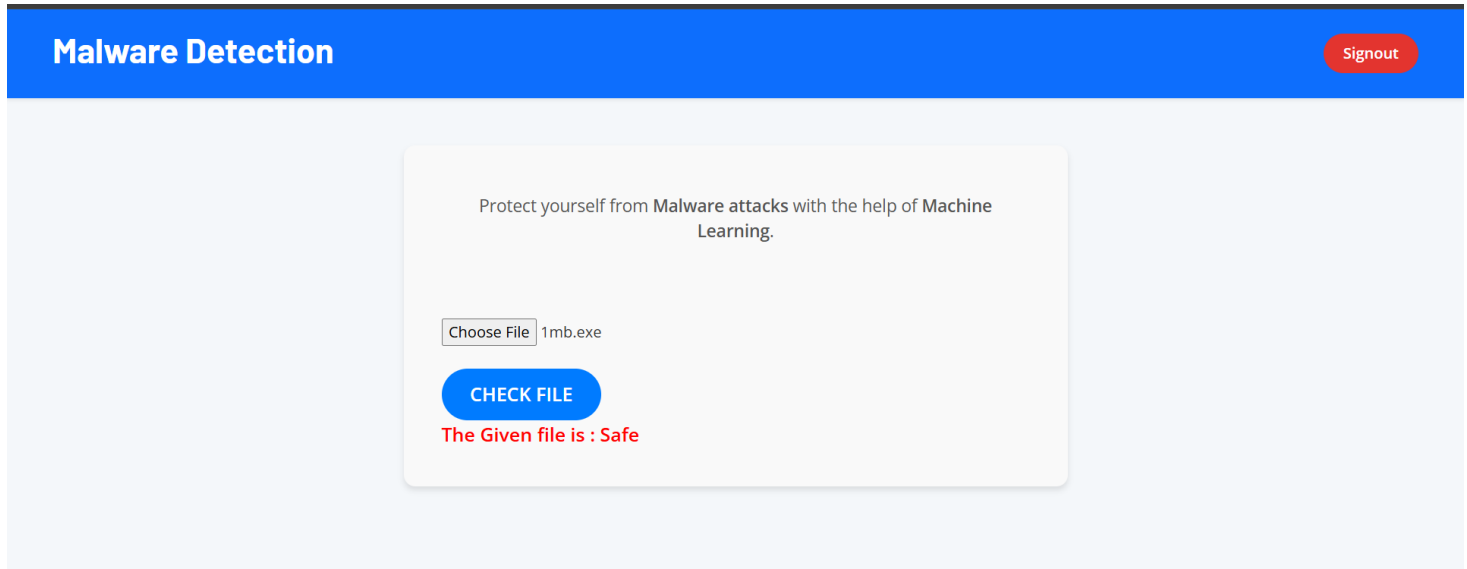 Malware Detection
Signout
Protect yourself from Malware attacks with the help of Machine
Learning.
Choose File 1mb.exe
CHECK FILE
The Given file is : Safe